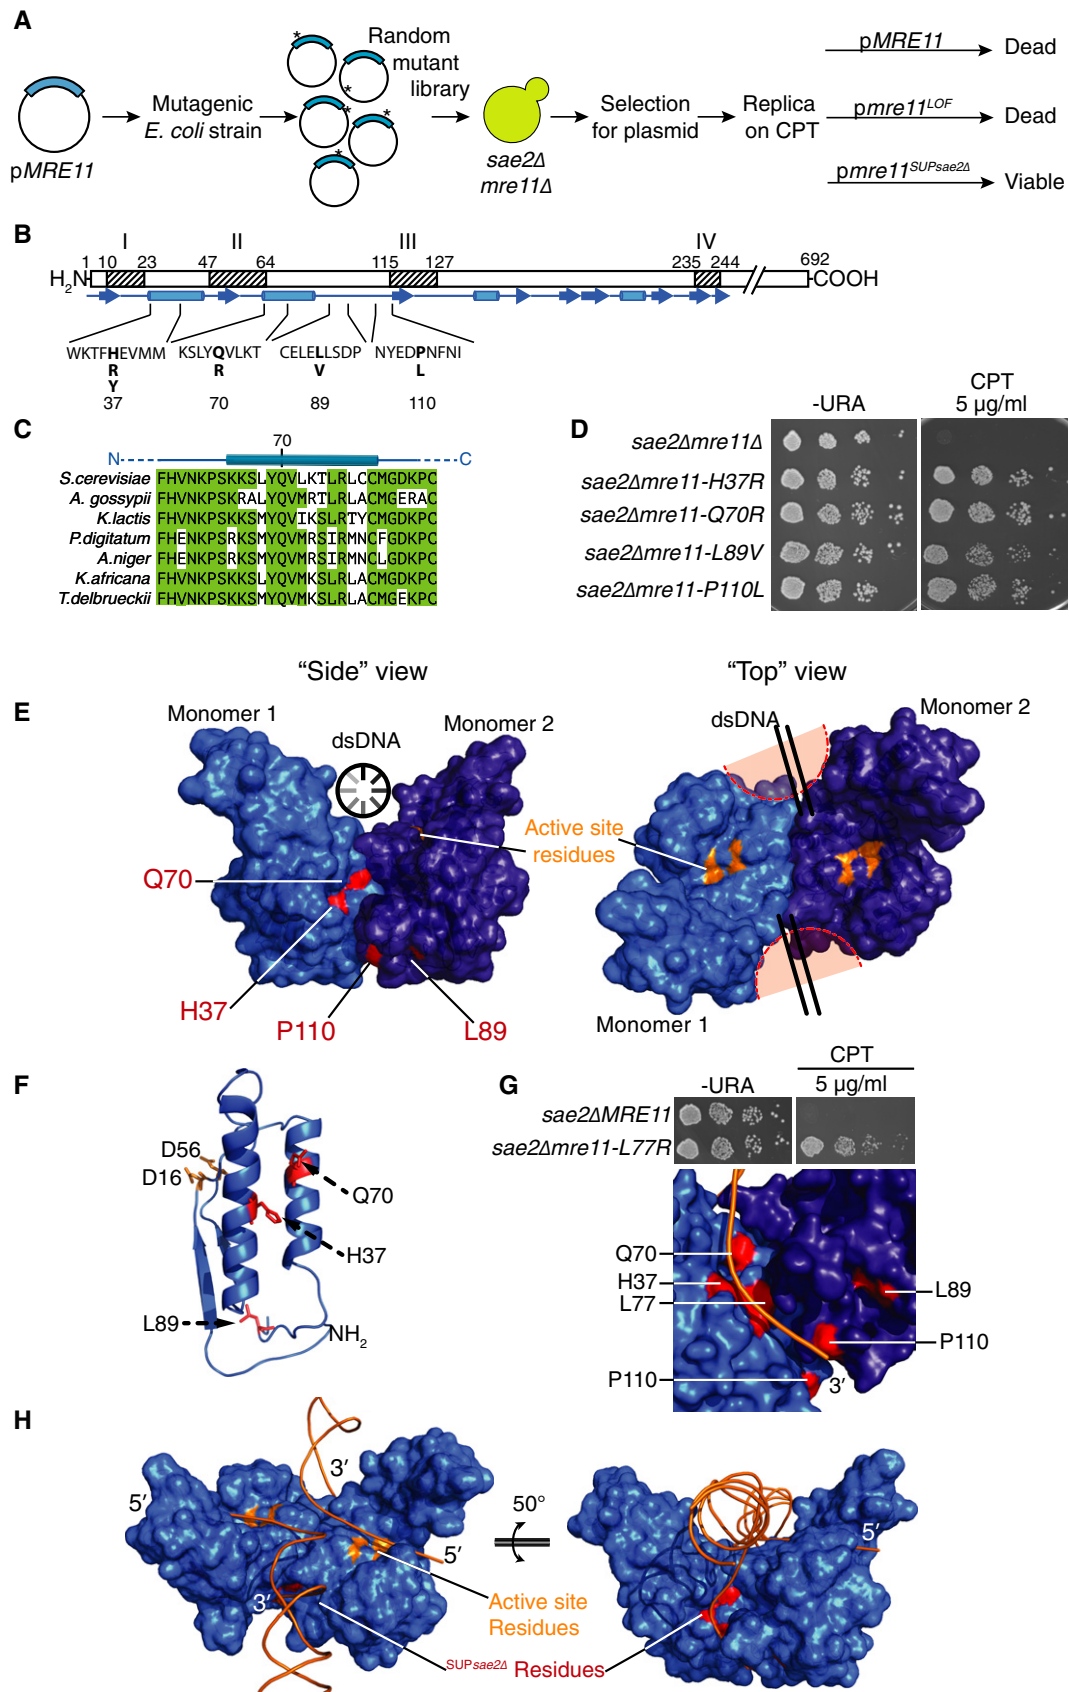 A
pMRE11
Mutagenic
E. coli strain
Random
mutant
library
sae2Δ
mre11Δ
Selection
for plasmid
Replica
on CPT
pMRE11
Dead
pmre11LOF
Dead
pmre11SUPsae2Δ
Viable
B
I II III IV
1 10 23 47 64 115 127 235 244 692
H2N COOH
WKTFHEVMM KSLYQVLKT CELELLSDP NYEDPNFNI
R R V L
Y
37 70 89 110
C
70
N C
S.cerevisiae FHVNKPSKKSLYQVLKTLRLCCMGDKPC
A. gossypii FHVNKPSKRALYQVMRTLRLACMGERAC
K.lactis FHVNKPSKKSMYQVIKSLRTYCMGDKPC
P.digitatum FHENKPSRKSMYQVMRSIRMNCFGDKPC
A.niger FHENKPSRKSMYQVMRSIRMNCLGDKPC
K.africana FHVNKPSKKSMYQVMKSLRLACMGDKPC
T.delbrueckii FHVNKPSKKSMYQVMKSLRLACMGEKPC
D
-URA
CPT
5 µg/ml
sae2Δmre11Δ
sae2Δmre11-H37R
sae2Δmre11-Q70R
sae2Δmre11-L89V
sae2Δmre11-P110L
E
"Side" view
"Top" view
Monomer 1
dsDNA
Monomer 2
Active site
residues
Q70
H37
P110
L89
dsDNA
Monomer 2
Monomer 1
F
D56
D16
Q70
H37
L89
NH2
G
-URA
CPT
5 µg/ml
sae2ΔMRE11
sae2Δmre11-L77R
Q70
H37
L77
L89
P110
P110
3′
H
5′
3′
5′
3′
50°
5′
Active site
Residues
SUPsae2Δ Residues